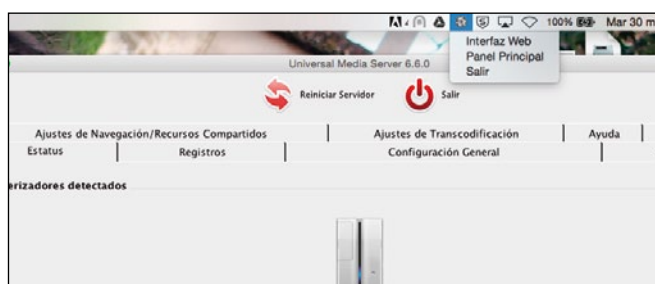 100% Mar 30 m
Interfaz Web
Panel Principal
Salir
Universal Media Server 6.6.0
Reiniciar Servidor Salir
Ajustes de Navegación/Recursos Compartidos Ajustes de Transcodificación Ayuda
Estatus Registros Configuración General
erizadores detectados